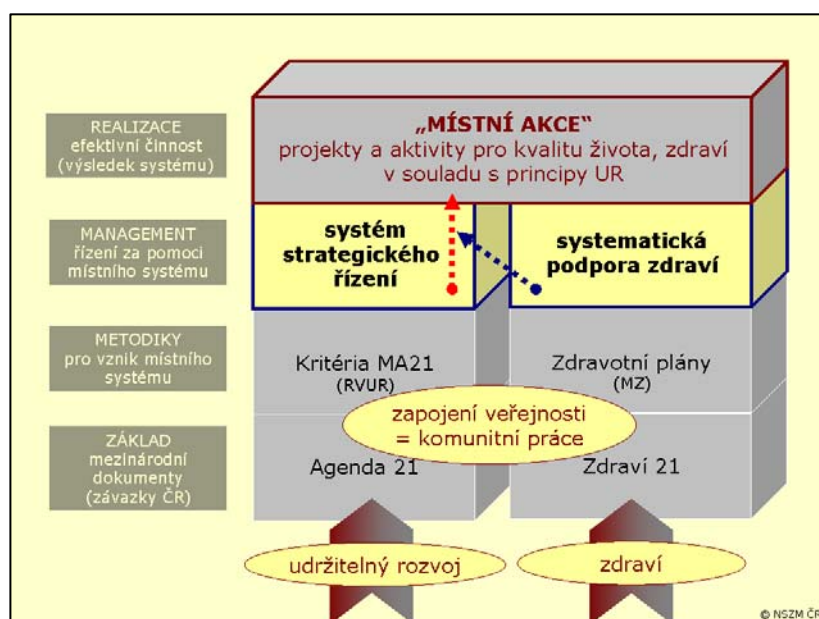 REALIZACE
efektivní činnost
(výsledek systému)
„MÍSTNÍ AKCE“
projekty a aktivity pro kvalitu života, zdraví
v souladu s principy UR
MANAGEMENT
řízení za pomoci
místního systému
systém
strategického
řízení
systematická
podpora zdraví
METODIKY
pro vznik místního
systému
Kritéria MA21
(RVUR)
Zdravotní plány
(MZ)
zapojení veřejnosti
= komunitní práce
ZÁKLAD
mezinárodní
dokumenty
(závazky ČR)
Agenda 21
Zdraví 21
udržitelný rozvoj
zdraví
© NSZM ČR